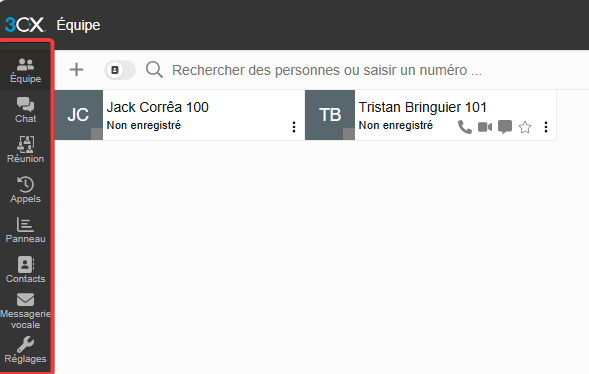 3CX Équipe
Équipe
Rechercher des personnes ou saisir un numéro ...
Chat
JC Jack Corrêa 100
Non enregistré
TB Tristan Bringuier 101
Non enregistré
Réunion
Appels
Panneau
Contacts
Messagerie
vocale
Réglages